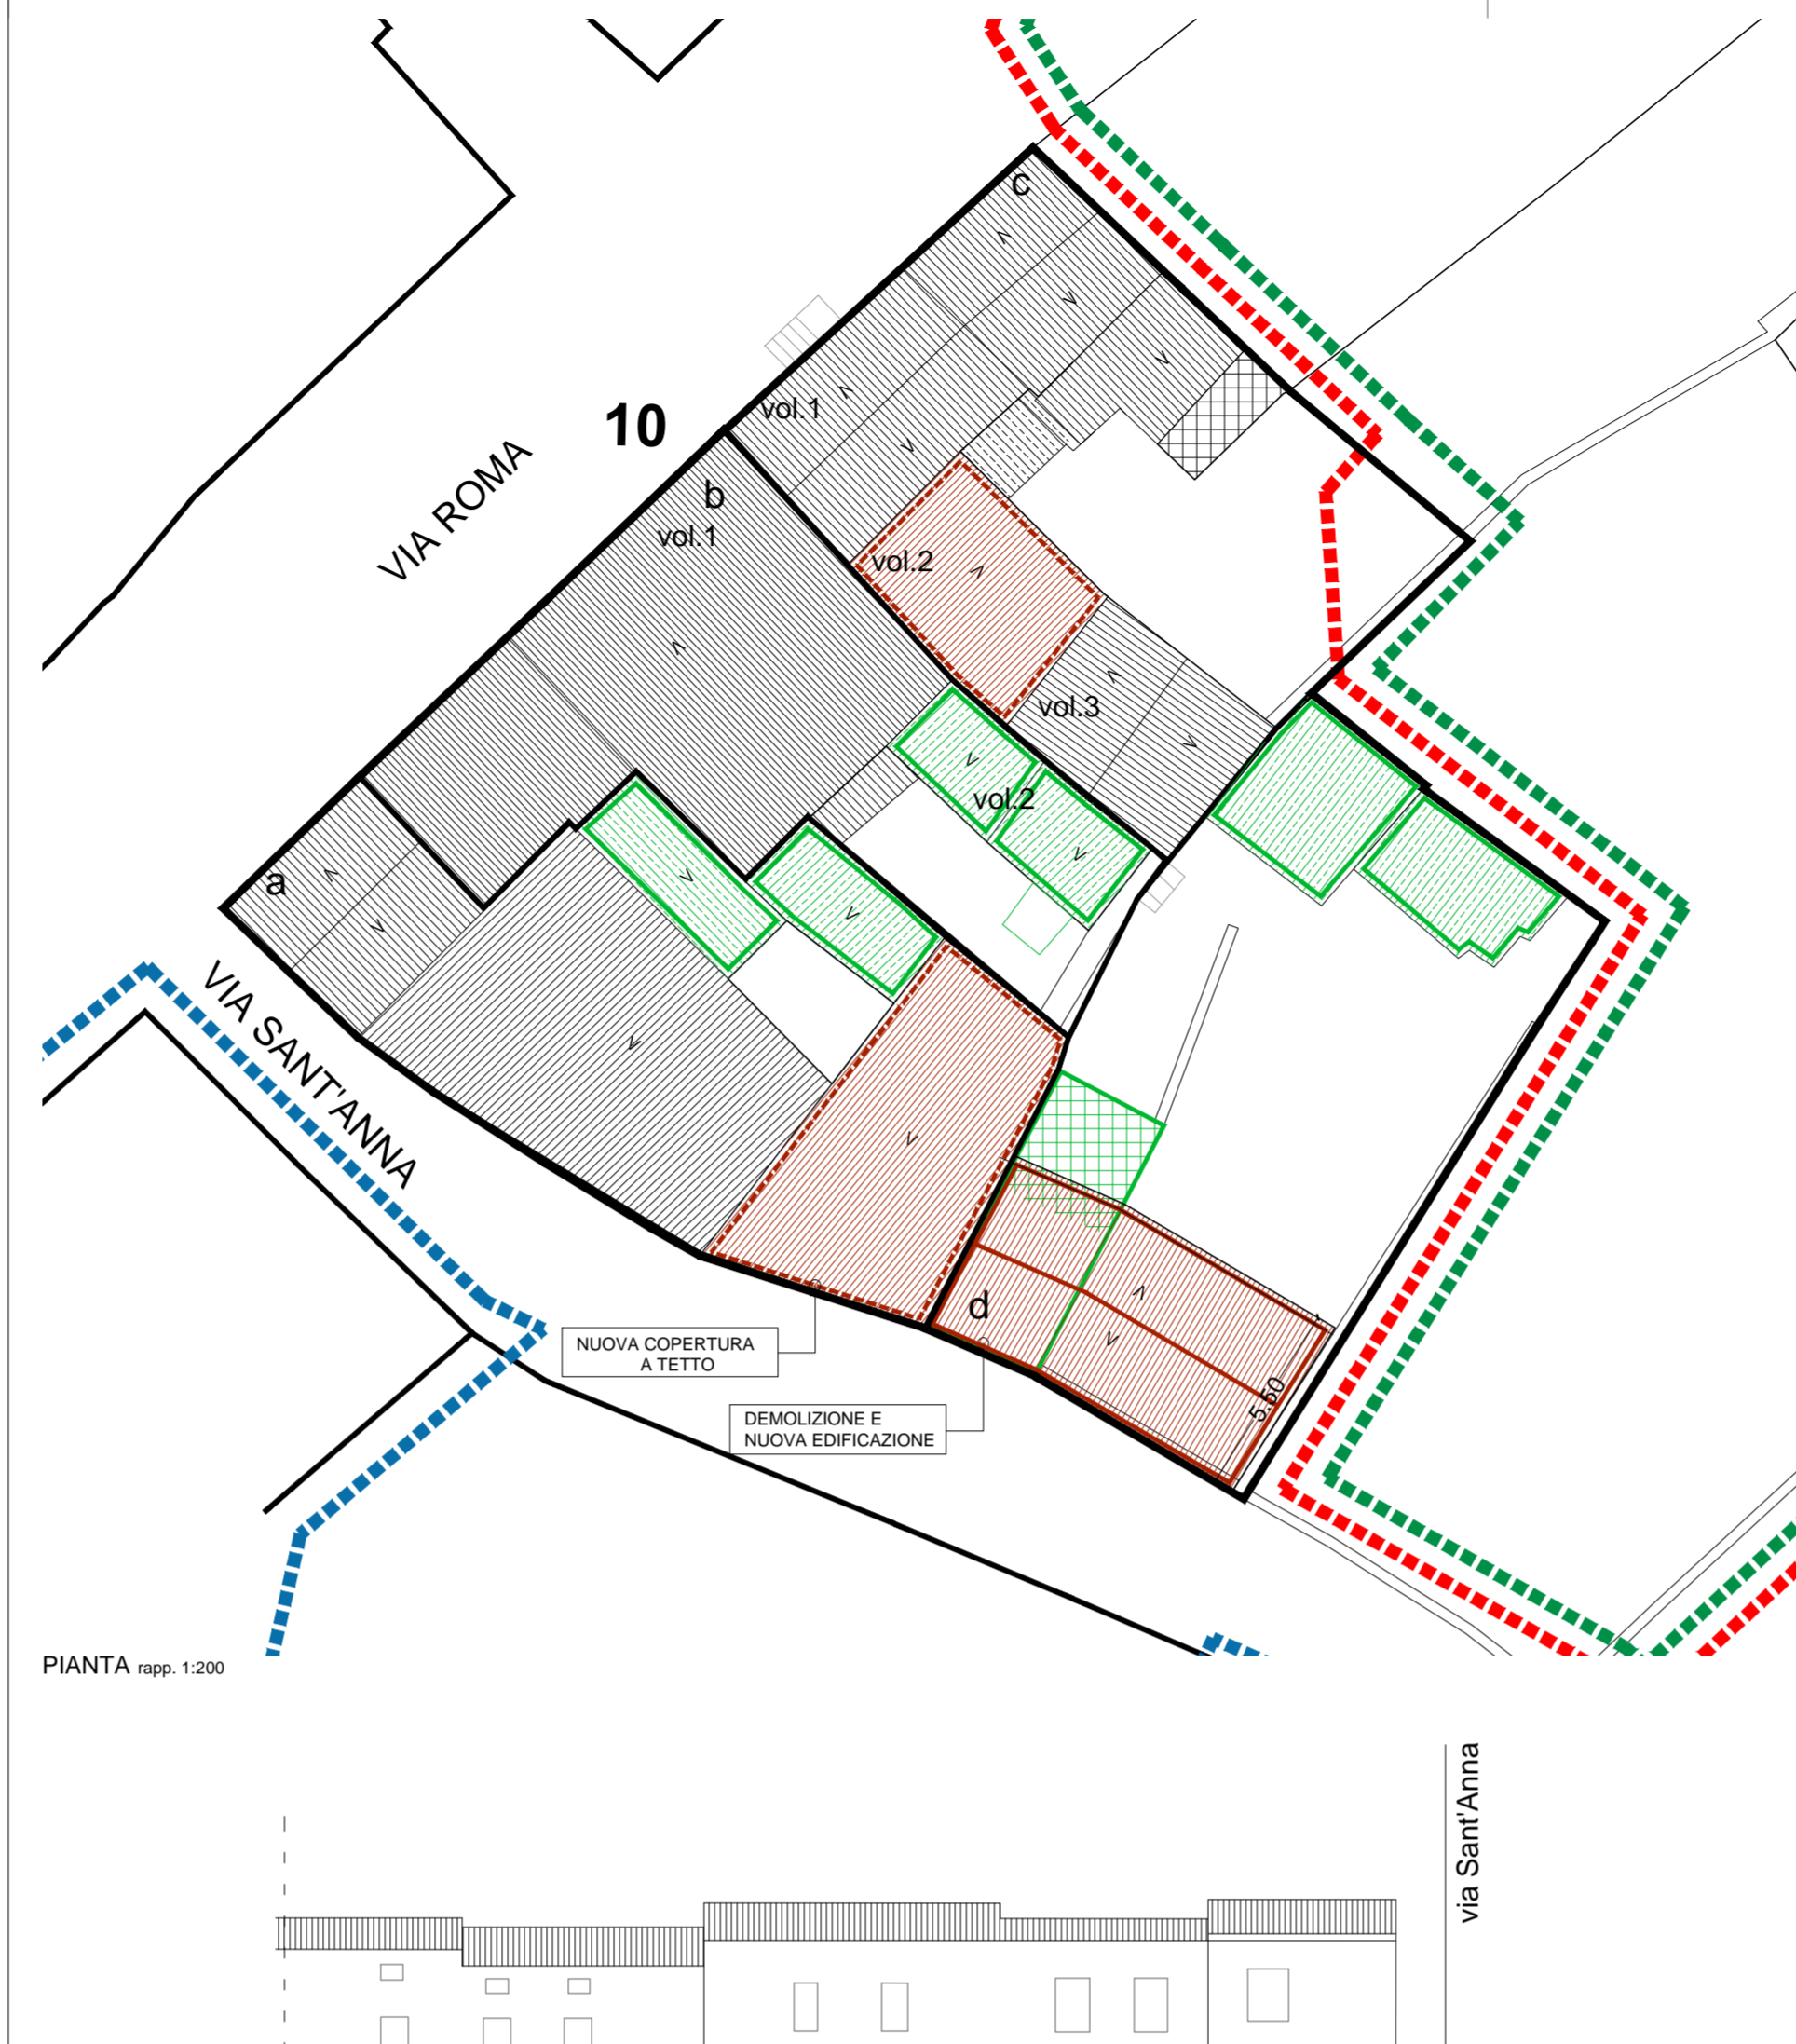 c
10
vol.1
VIA ROMA
b
vol.1
vol.2
vol.3
vol.2
a
VIA SANT'ANNA
d
NUOVA COPERTURA
A TETTO
5.50
DEMOLIZIONE E
NUOVA EDIFICAZIONE
PIANTA rapp. 1:200
via Sant'Anna